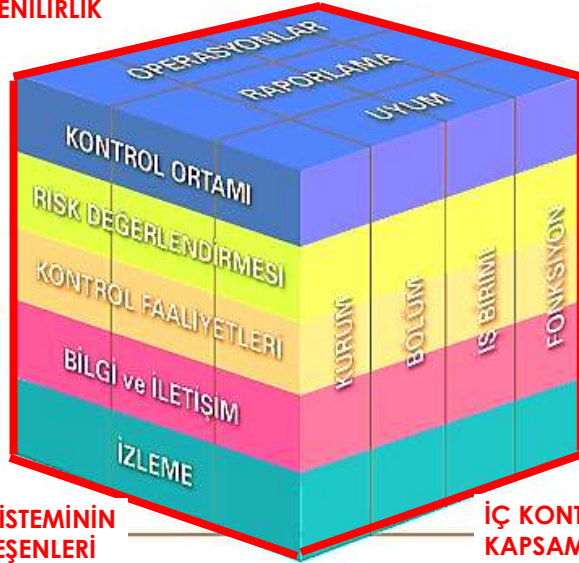 ENİLİRLİK
OPERASYONLAR
RAPORLAMA
UYUM
KONTROL ORTAMI
RİSK DEĞERLENDİRMESİ
KONTROL FAALİYETLERİ
BİLGİ ve İLETİŞİM
İZLEME
KURUM
BÖLÜM
İŞ BİRİMİ
FONKSİYON
İSTEMİNİN
EŞENLERİ
İÇ KONT
KAPSAM